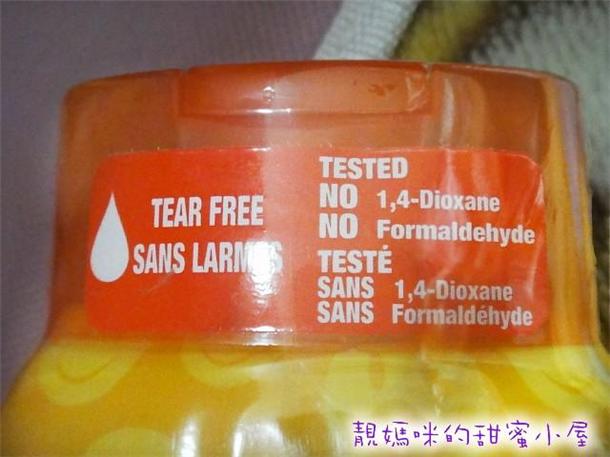 TEAR FREE
SANS LARMES
TESTED
NO 1,4-Dioxane
NO Formaldehyde
TESTÉ
SANS 1,4-Dioxane
SANS Formaldéhyde
靚媽咪的甜蜜小屋